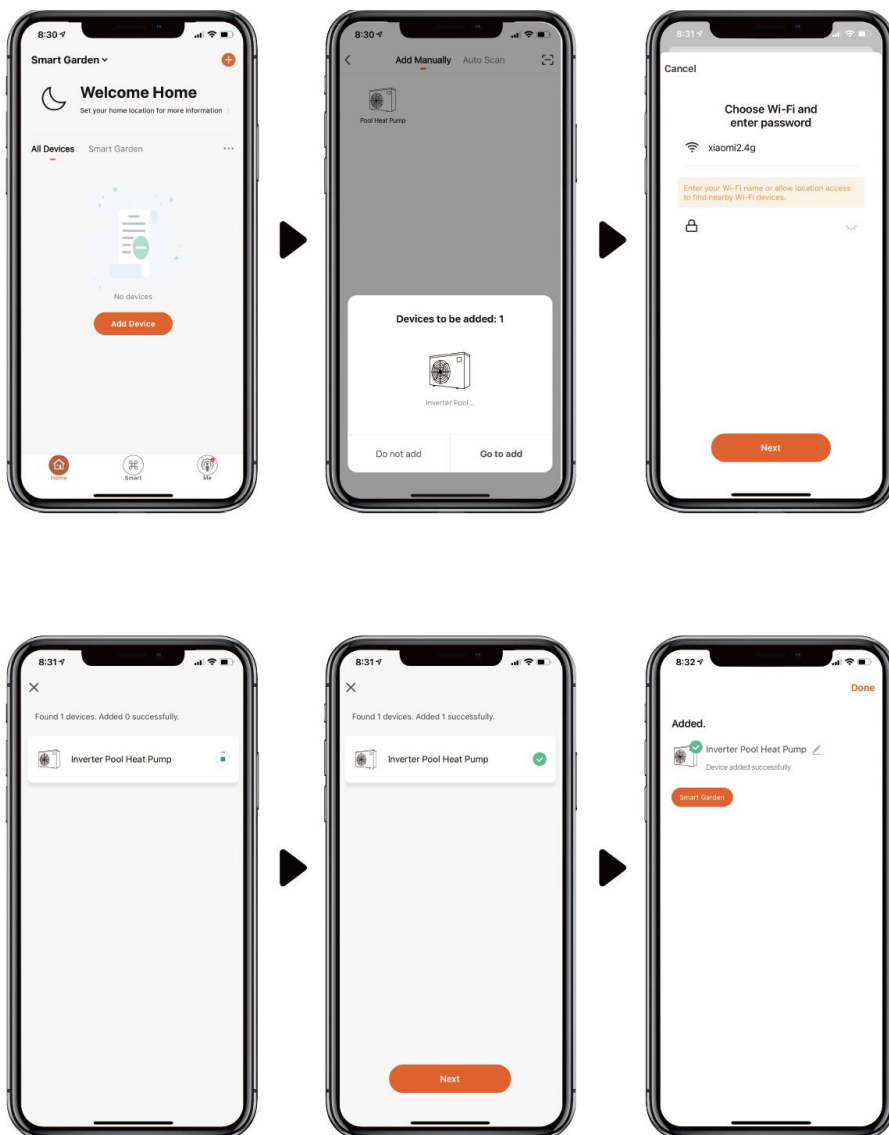 8:30
Smart Garden
Welcome Home
Set your home location for more information
All Devices Smart Garden
No devices
Add Device
Home Smart Me
8:30
Add Manually Auto Scan
Pool Heat Pump
Devices to be added: 1
Inverter Pool...
Do not add Go to add
8:31
Cancel
Choose Wi-Fi and
enter password
xiaomi2.4g
Enter your Wi-Fi name or allow location access
to find nearby Wi-Fi devices.
Next
8:31
Found 1 devices. Added 0 successfully.
Inverter Pool Heat Pump
8:31
Found 1 devices. Added 1 successfully.
Inverter Pool Heat Pump
Next
8:32
Done
Added.
Inverter Pool Heat Pump
Device added successfully
Smart Garden